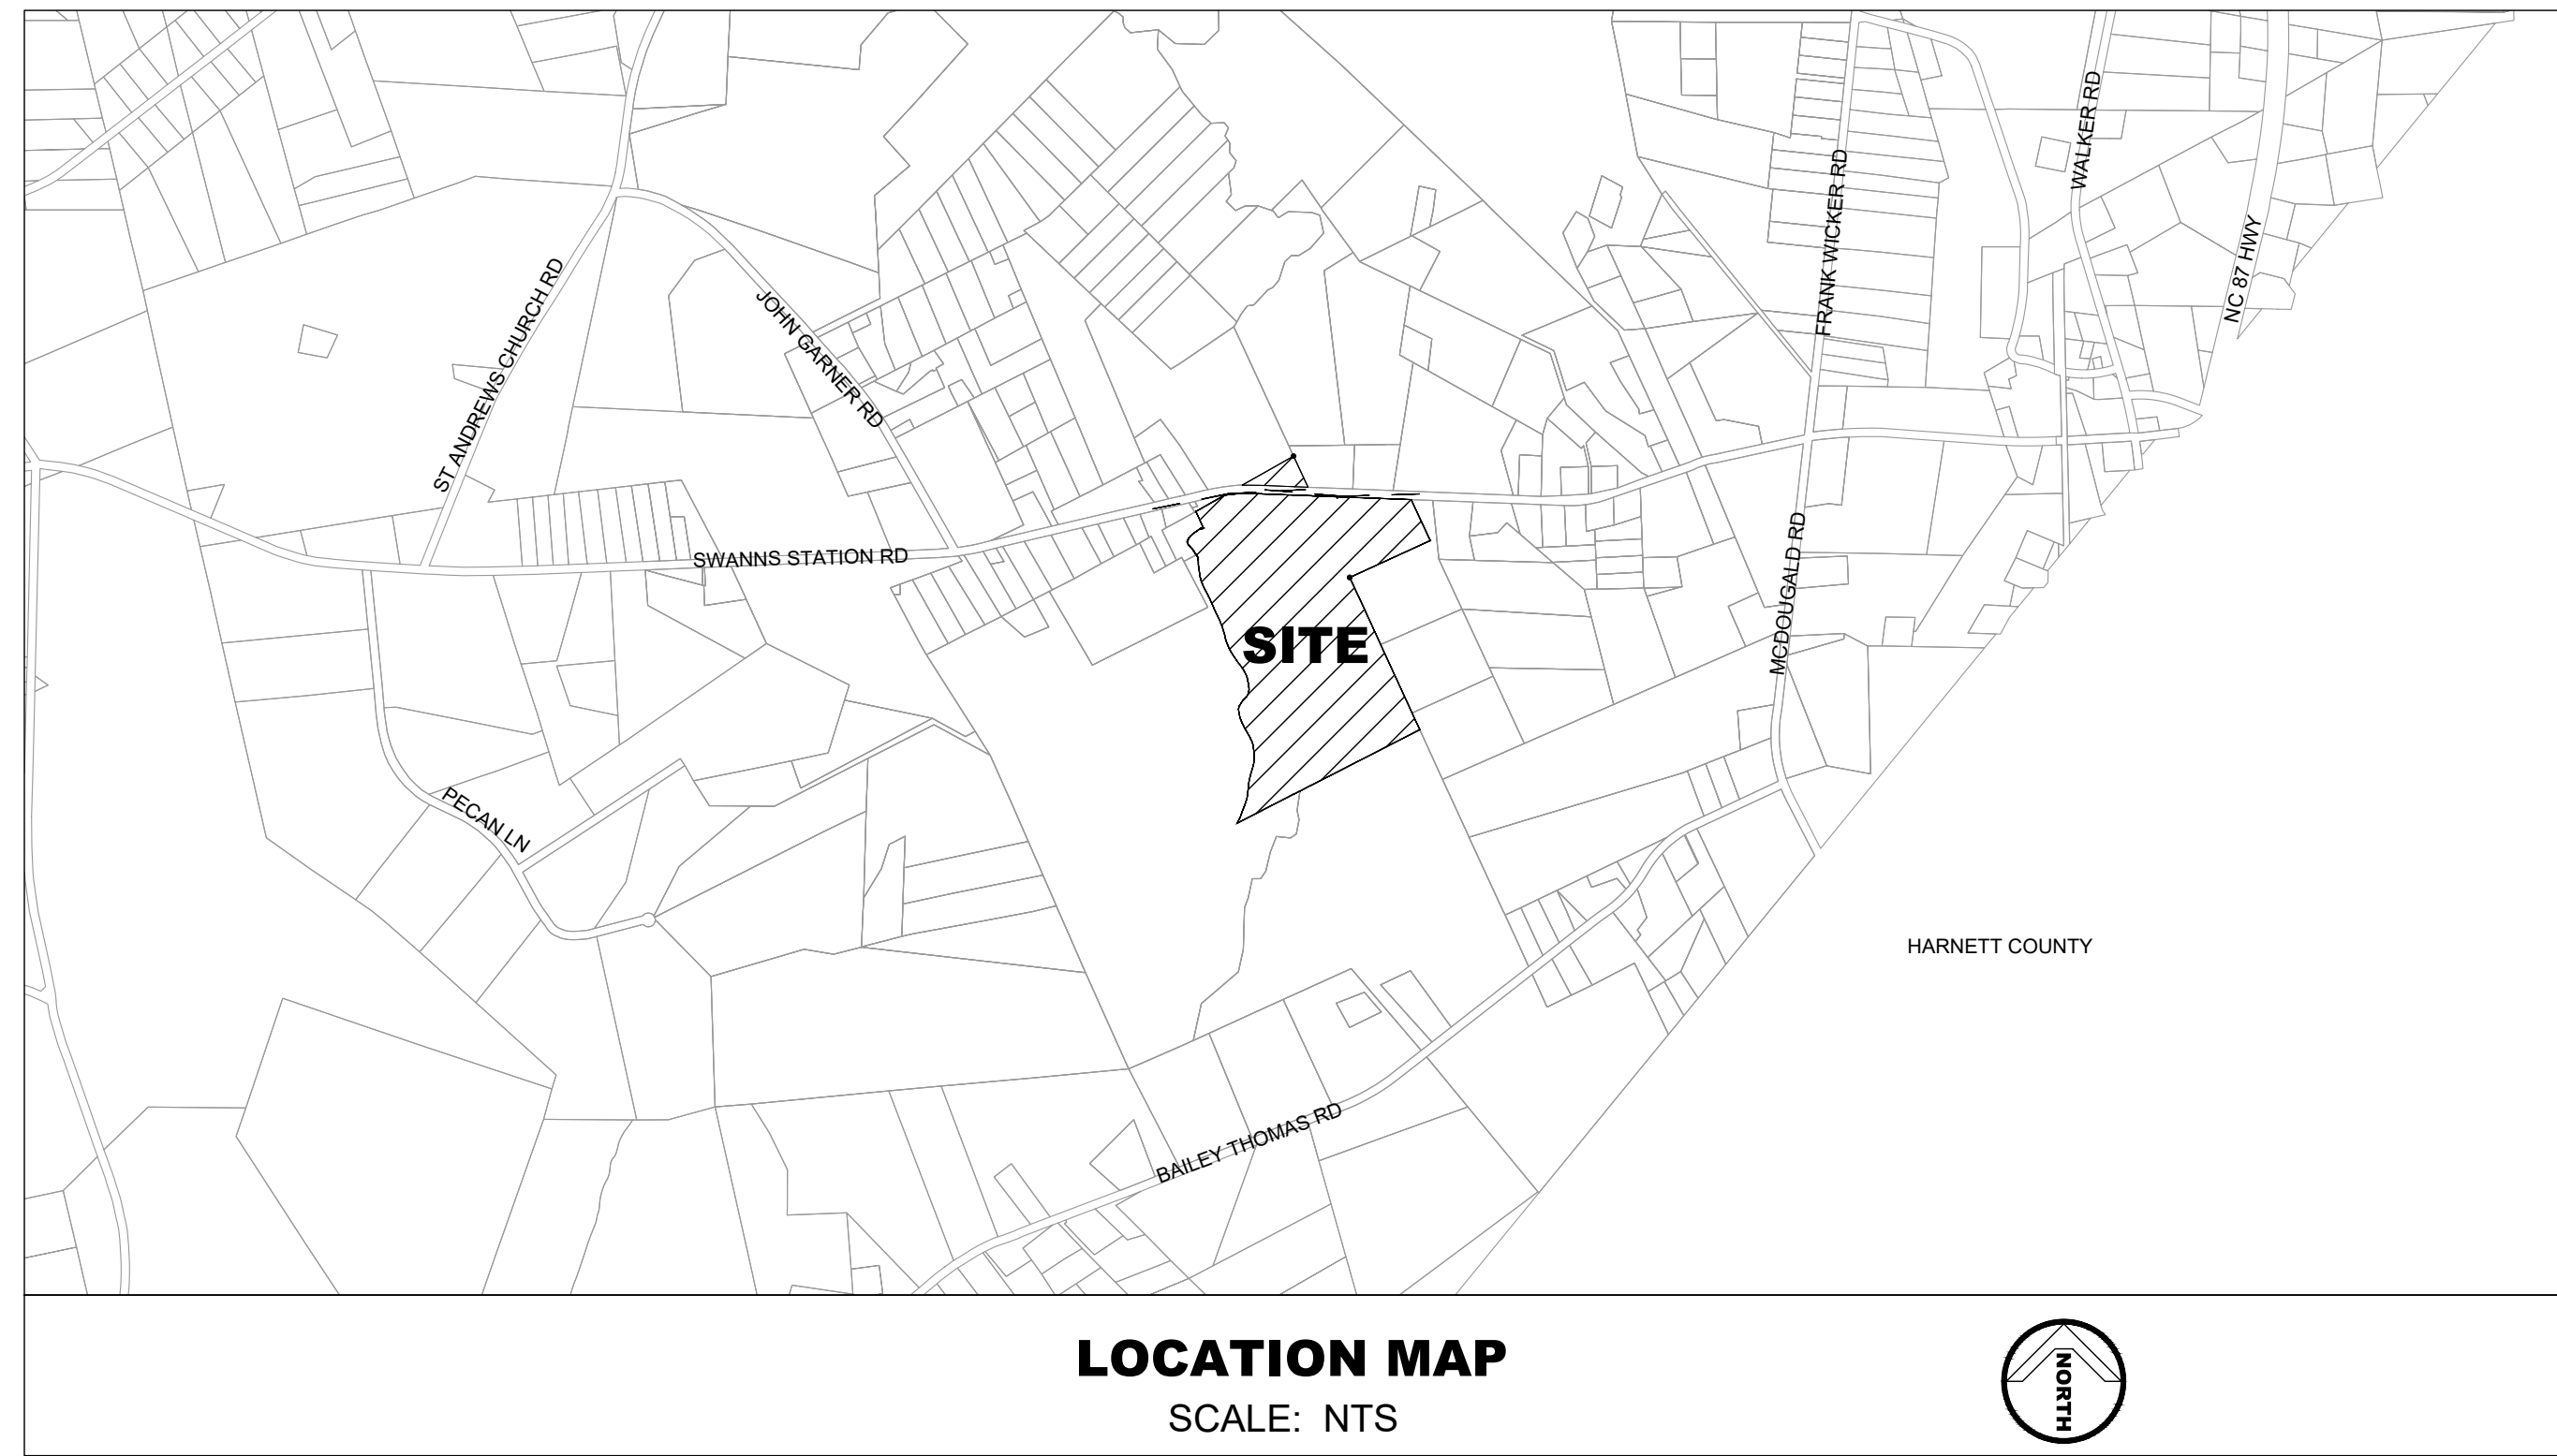 WALKER RD
FRANK WICKER RD
NC 87 HWY
ST ANDREWS CHURCH RD
JOHN GARNER RD
SWANNS STATION RD
MCDOUGALD RD
SITE
PECAN LN
HARNETT COUNTY
BAILEY THOMAS RD
LOCATION MAP
SCALE: NTS
NORTH